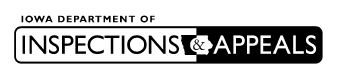 IOWA DEPARTMENT OF
INSPECTIONS & APPEALS